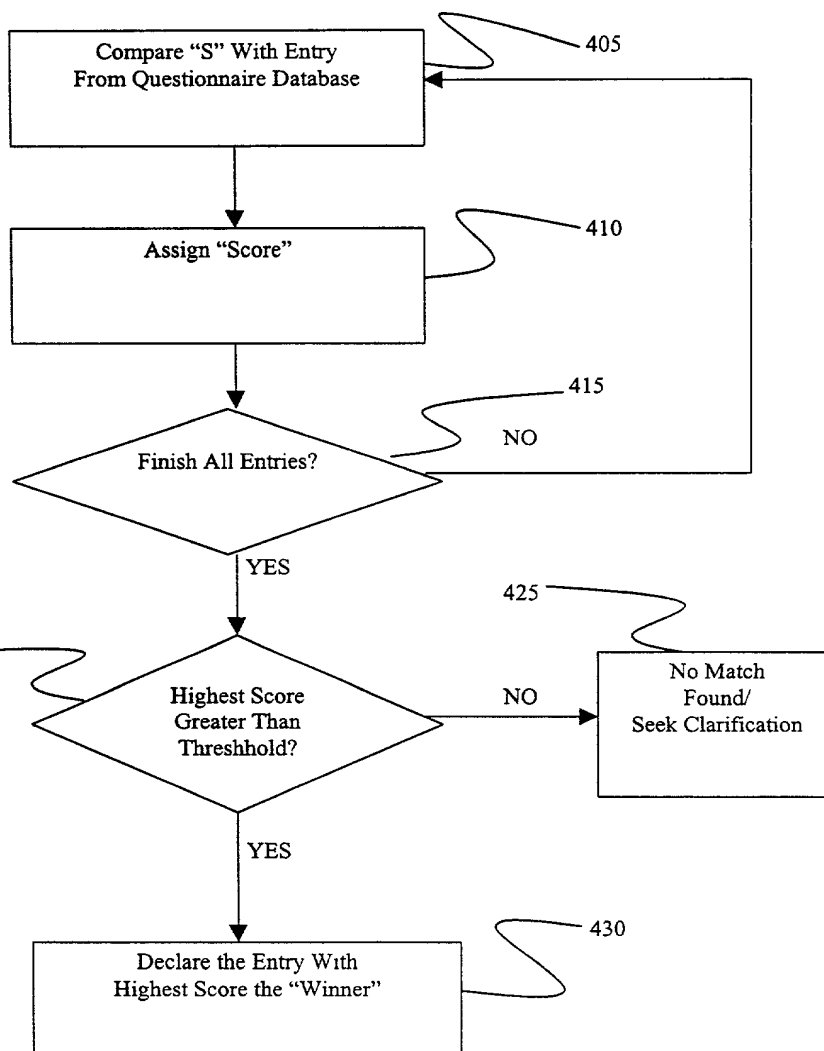 Compare “S” With Entry
From Questionnaire Database
405
Assign “Score”
410
415
Finish All Entries?
NO
YES
425
Highest Score
Greater Than
Threshhold?
NO
No Match
Found/
Seek Clarification
YES
430
Declare the Entry With
Highest Score the “Winner”